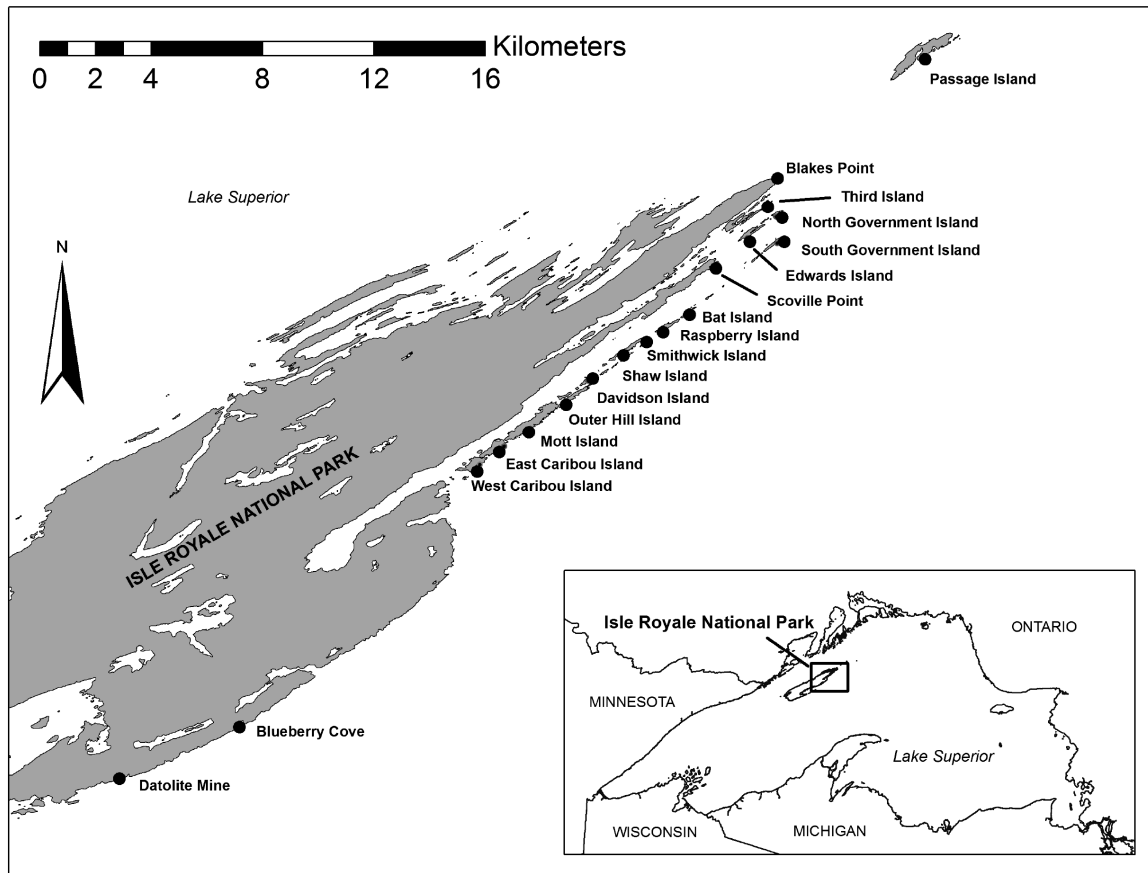 Kilometers
0 2 4 8 12 16
Passage Island
Blakes Point
Lake Superior
Third Island
North Government Island
South Government Island
N
Edwards Island
Scoville Point
Bat Island
Raspberry Island
Smithwick Island
Shaw Island
Davidson Island
Outer Hill Island
Mott Island
East Caribou Island
West Caribou Island
ISLE ROYALE NATIONAL PARK
Isle Royale National Park
ONTARIO
MINNESOTA
Blueberry Cove
Lake Superior
Datolite Mine
WISCONSIN
MICHIGAN